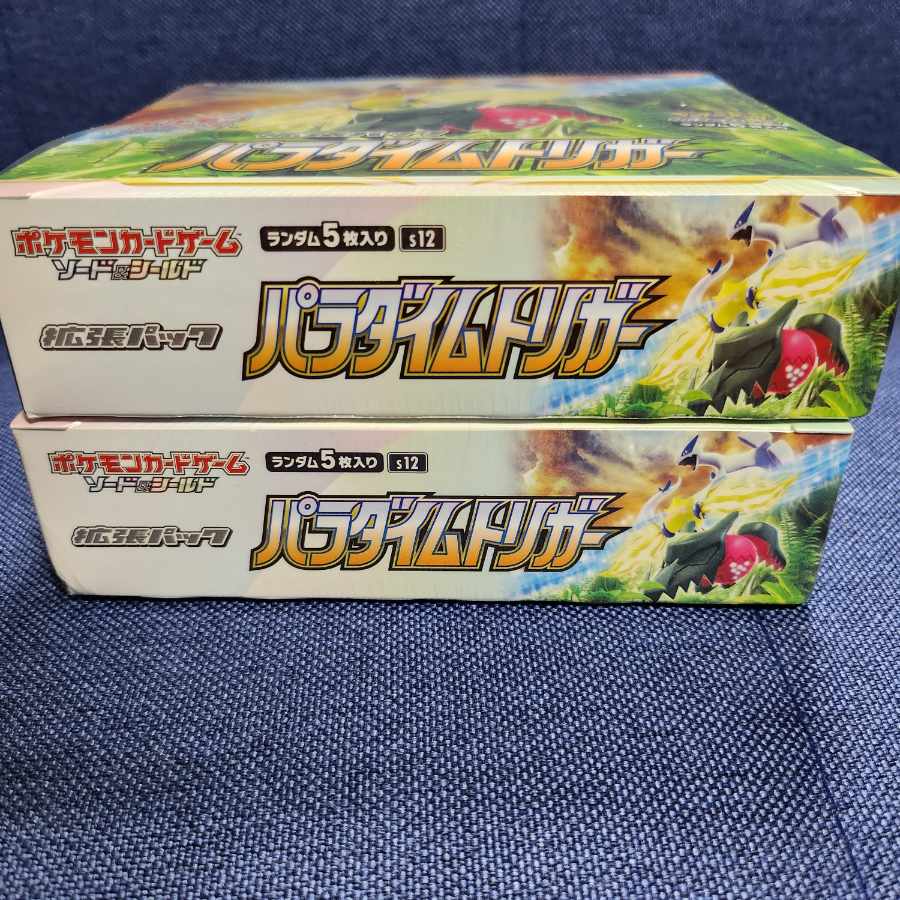 パラダイムトリガー
ポケモンカードゲーム
ソード&シールド
ランダム5枚入り s12
拡張パック
パラダイムトリガー
ポケモンカードゲーム
ソード&シールド
ランダム5枚入り s12
拡張パック
パラダイムトリガー